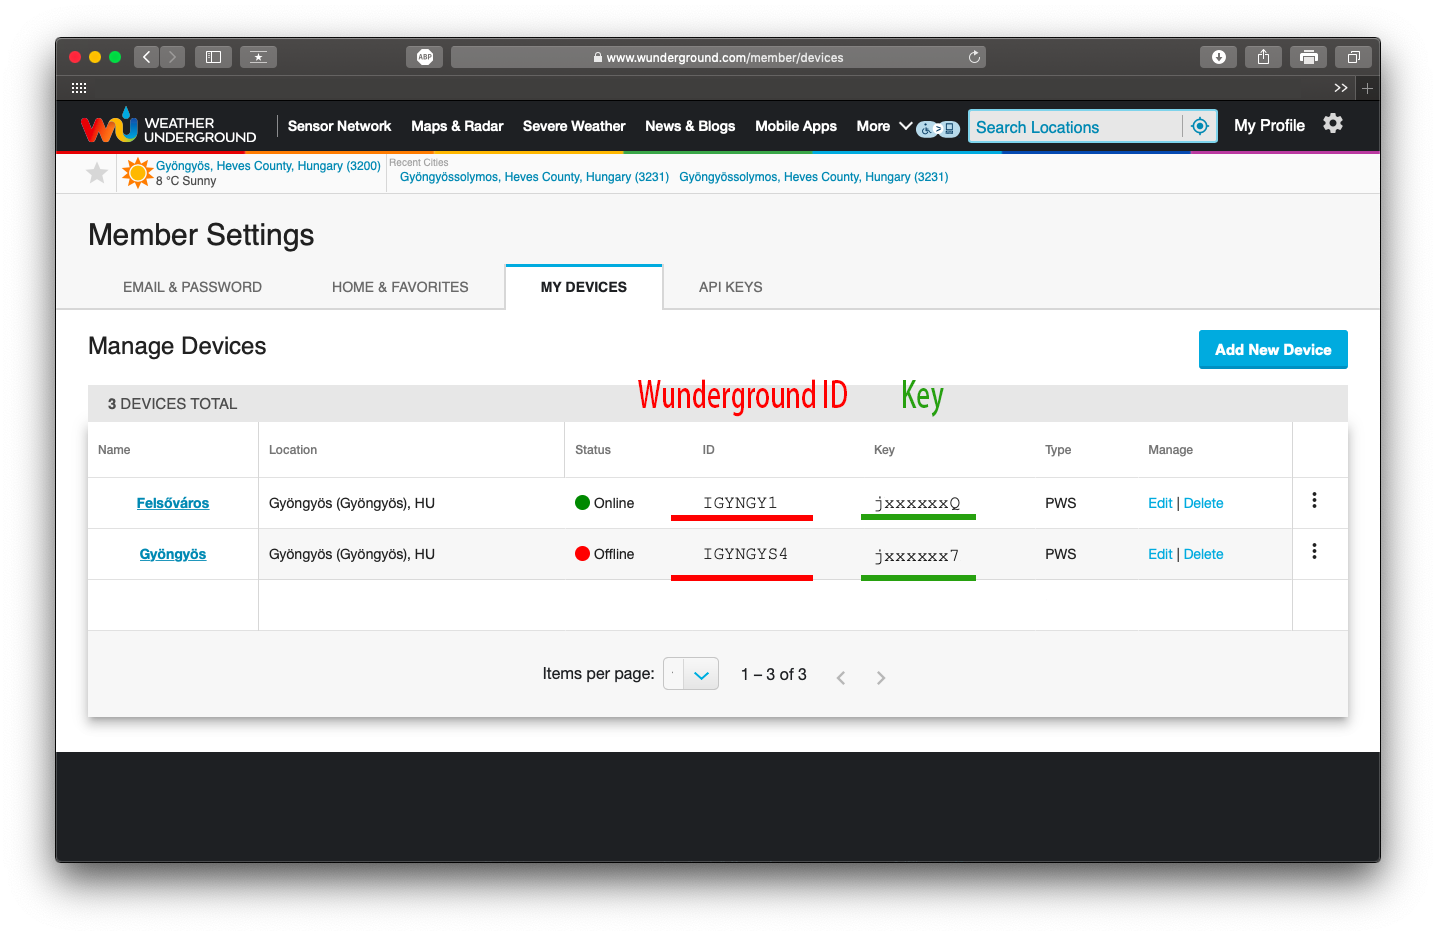 ABP
www.wunderground.com/member/devices
WEATHER
UNDERGROUND
Sensor Network
Maps & Radar
Severe Weather
News & Blogs
Mobile Apps
More
Search Locations
My Profile
Gyöngyös, Heves County, Hungary (3200)
8 °C Sunny
Recent Cities
Gyöngyössolymos, Heves County, Hungary (3231)
Gyöngyössolymos, Heves County, Hungary (3231)
Member Settings
EMAIL & PASSWORD
HOME & FAVORITES
MY DEVICES
API KEYS
Manage Devices
Add New Device
Wunderground ID
Key
3 DEVICES TOTAL
Name
Location
Status
ID
Key
Type
Manage
Felsőváros
Gyöngyös (Gyöngyös), HU
Online
IGYNGY1
jxxxxxxQ
PWS
Edit | Delete
Gyöngyös
Gyöngyös (Gyöngyös), HU
Offline
IGYNGYS4
jxxxxxx7
PWS
Edit | Delete
Items per page:
1 – 3 of 3